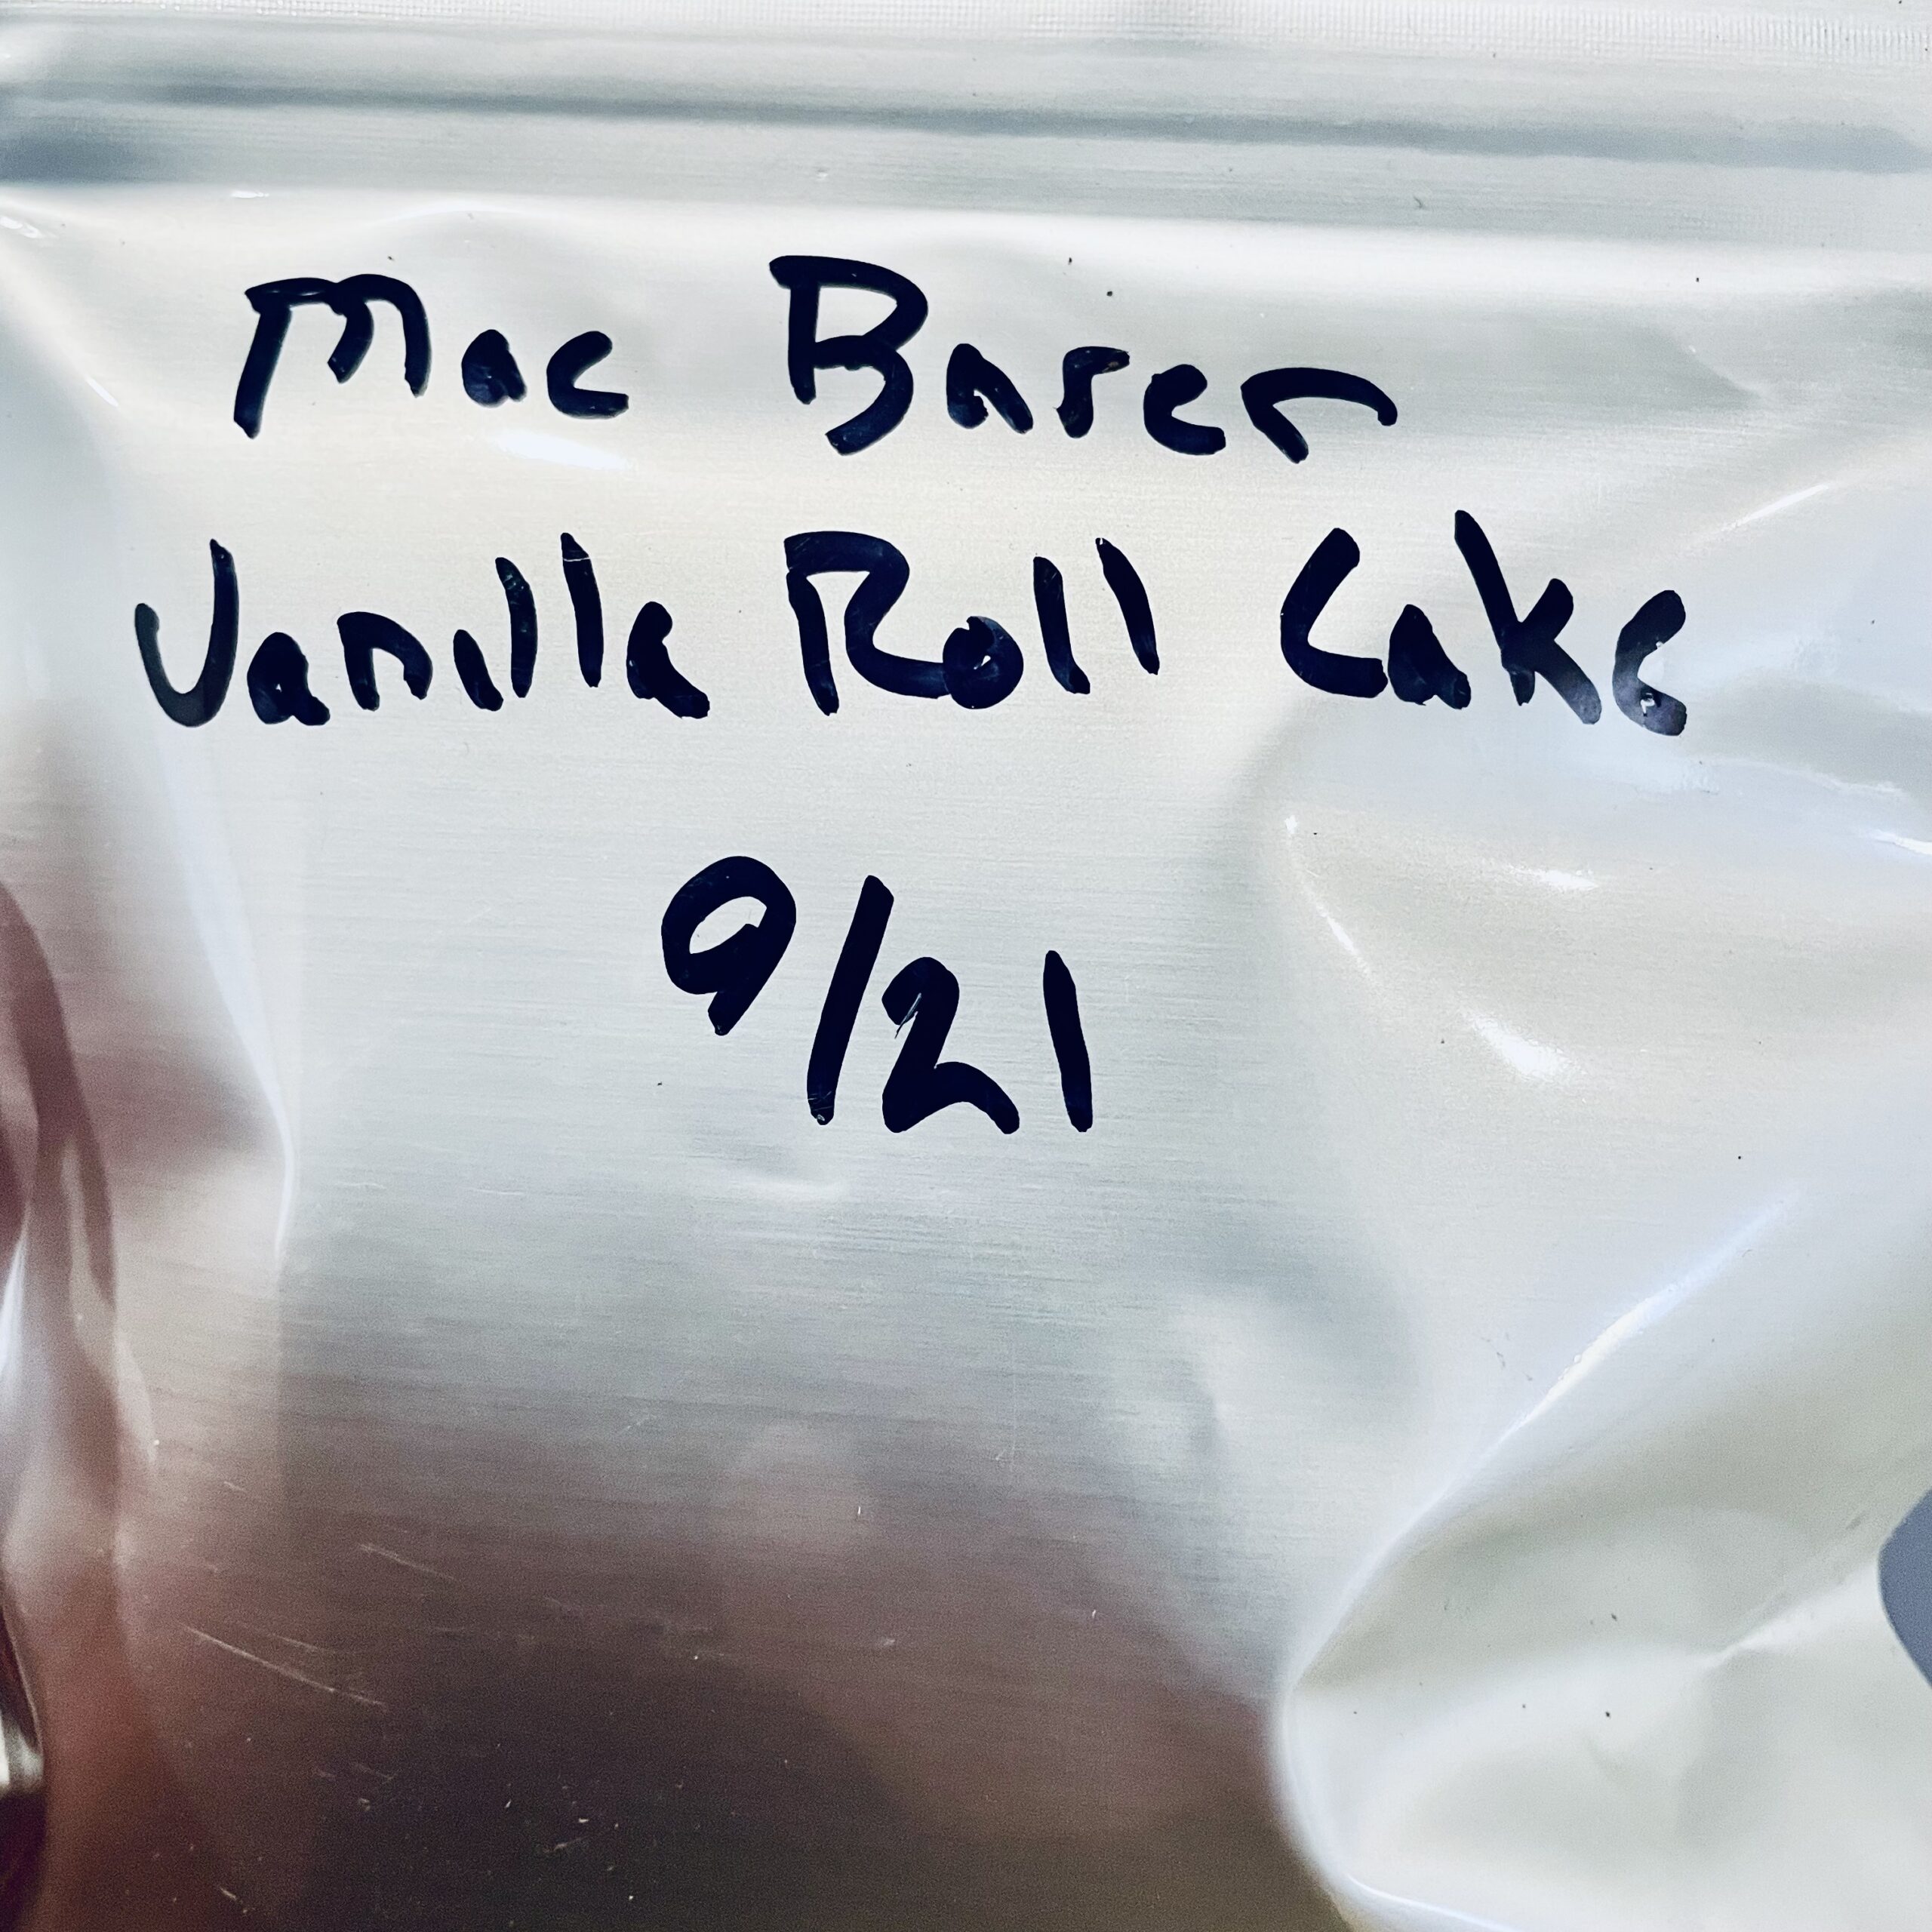 Mac Baren
Vanilla Roll Cake
9/21